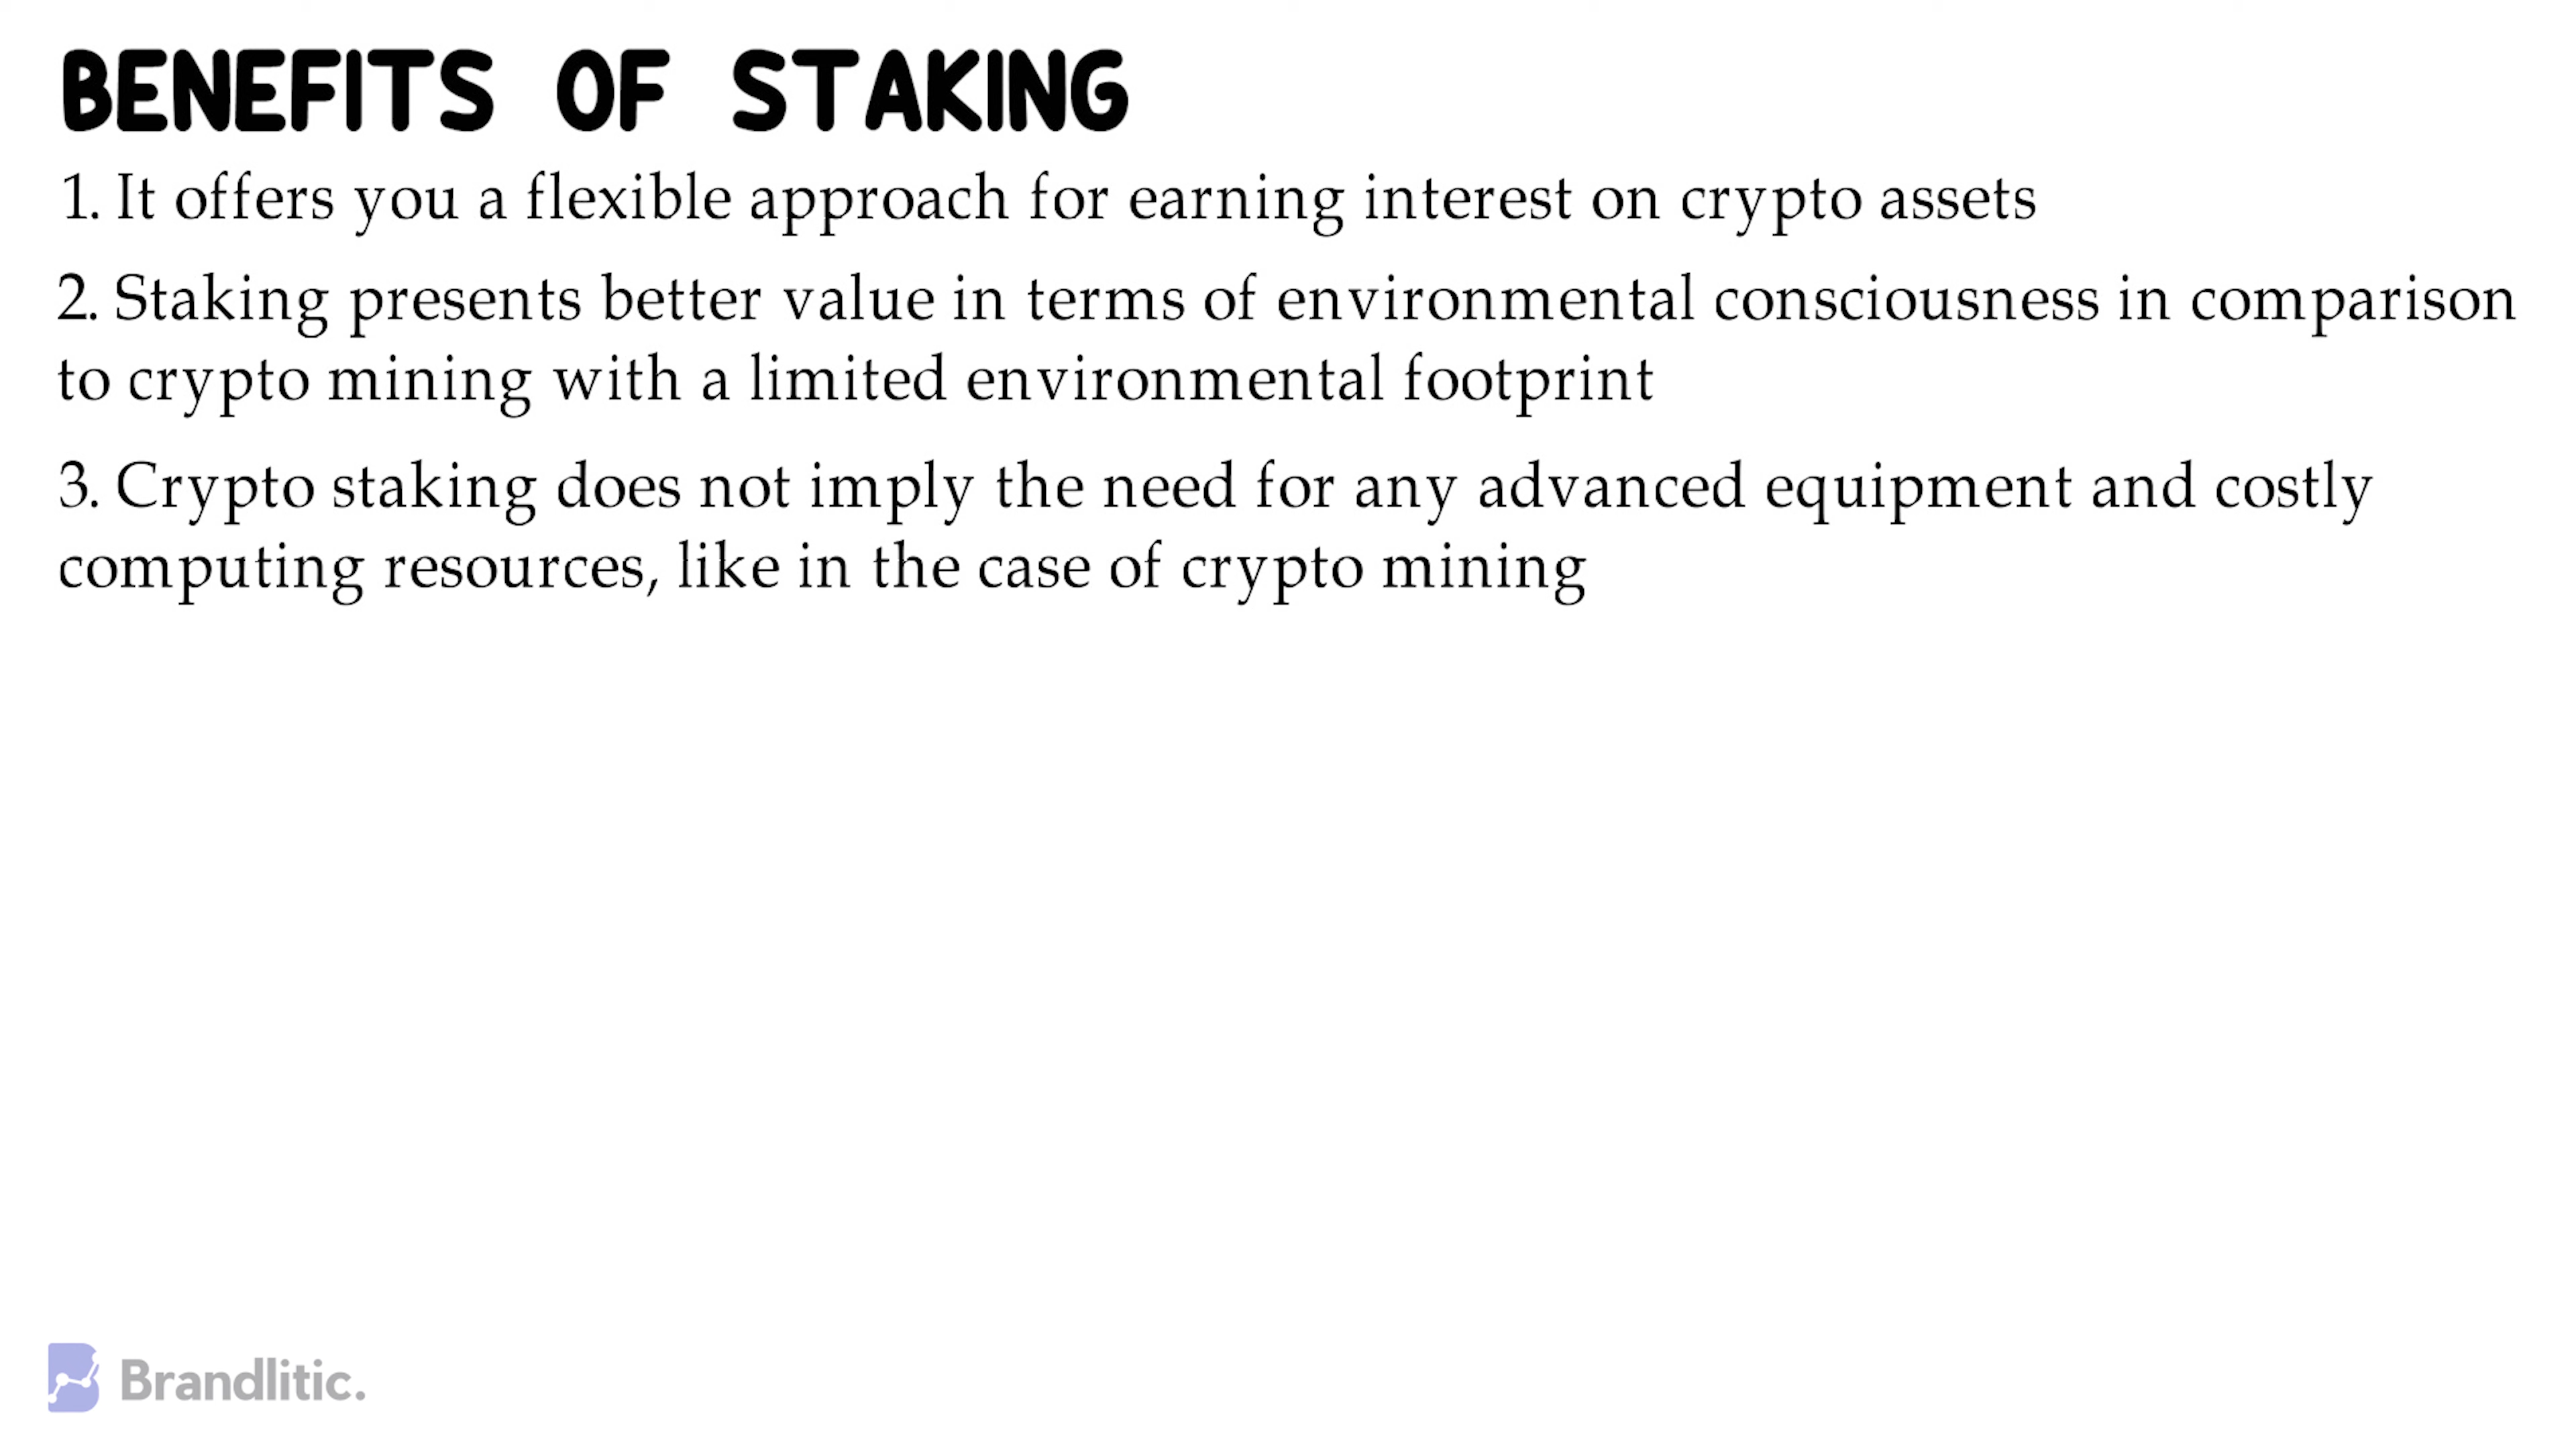 BENEFITS OF STAKING
1. It offers you a flexible approach for earning interest on crypto assets
2. Staking presents better value in terms of environmental consciousness in comparison
to crypto mining with a limited environmental footprint
3. Crypto staking does not imply the need for any advanced equipment and costly
computing resources, like in the case of crypto mining
Brandlitic.